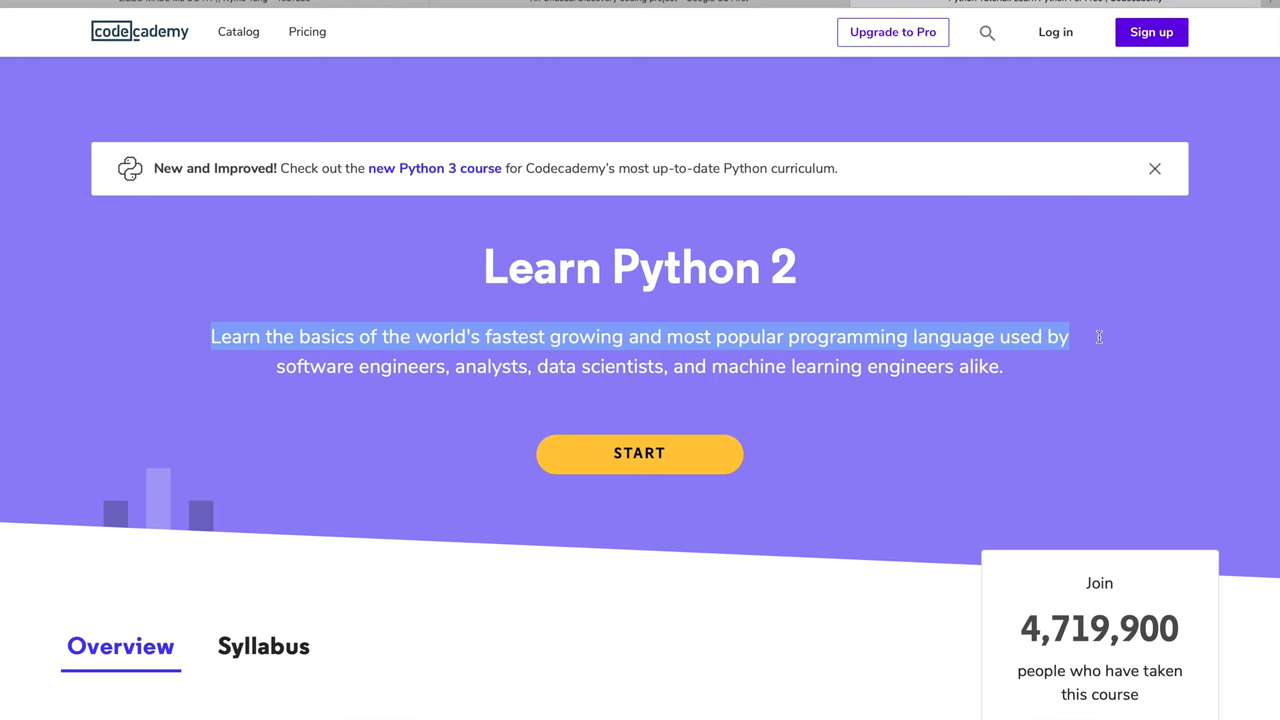 codecademy
Catalog
Pricing
Upgrade to Pro
Log in
Sign up
New and Improved! Check out the new Python 3 course for Codecademy's most up-to-date Python curriculum.
Learn Python 2
Learn the basics of the world's fastest growing and most popular programming language used by
software engineers, analysts, data scientists, and machine learning engineers alike.
START
Join
4,719,900
people who have taken
this course
Overview
Syllabus